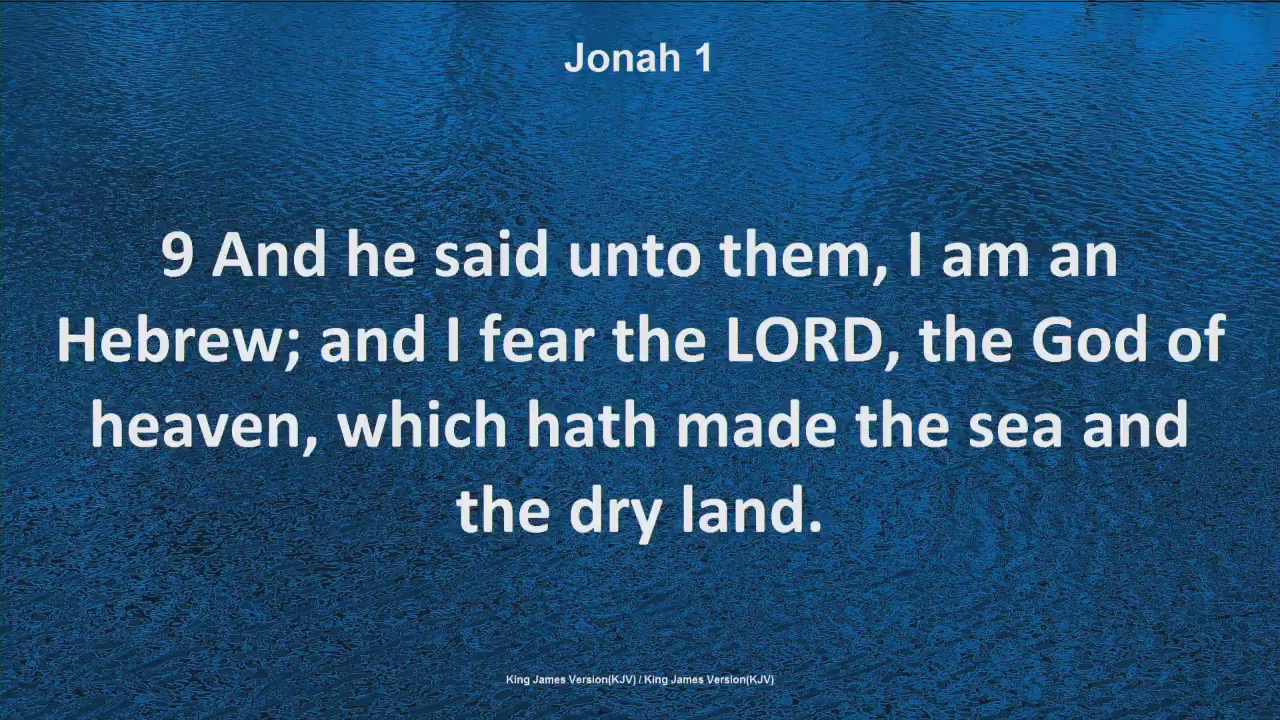 Jonah 1
9 And he said unto them, I am an
Hebrew; and I fear the LORD, the God of
heaven, which hath made the sea and
the dry land.
King James Version(KJV) / King James Version(KJV)